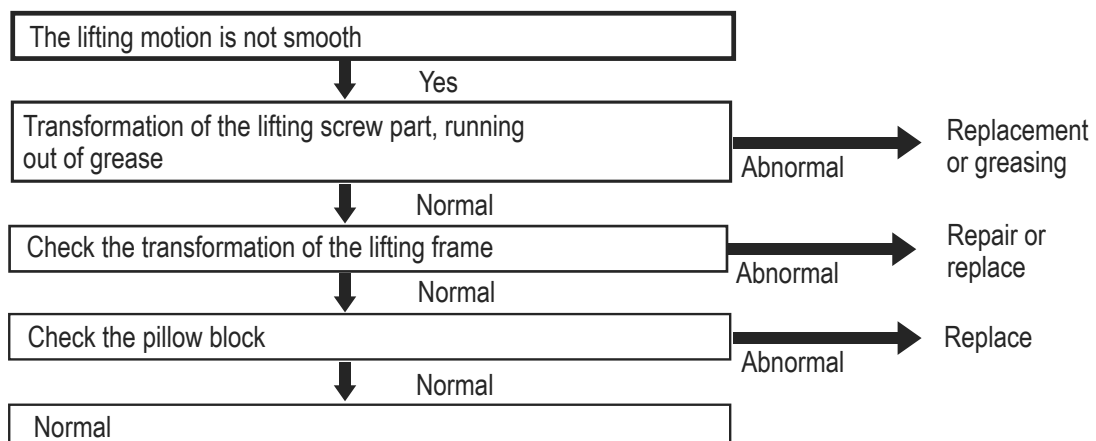 The lifting motion is not smooth
Yes
Transformation of the lifting screw part, running
out of grease
Abnormal
Replacement
or greasing
Normal
Check the transformation of the lifting frame
Abnormal
Repair or
replace
Normal
Check the pillow block
Abnormal
Replace
Normal
Normal